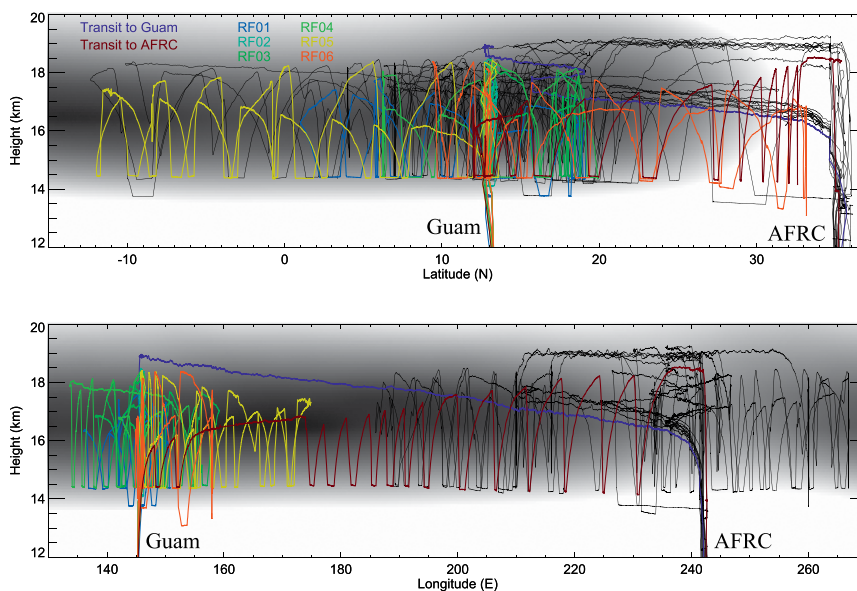 Transit to Guam RF01 RF04
Transit to AFRC RF02 RF05
RF03 RF06
Height (km)
20
18
16
14
12
Guam
AFRC
-10 0 10 20 30
Latitude (N)
Height (km)
20
18
16
14
12
Guam
AFRC
140 160 180 200 220 240 260
Longitude (E)